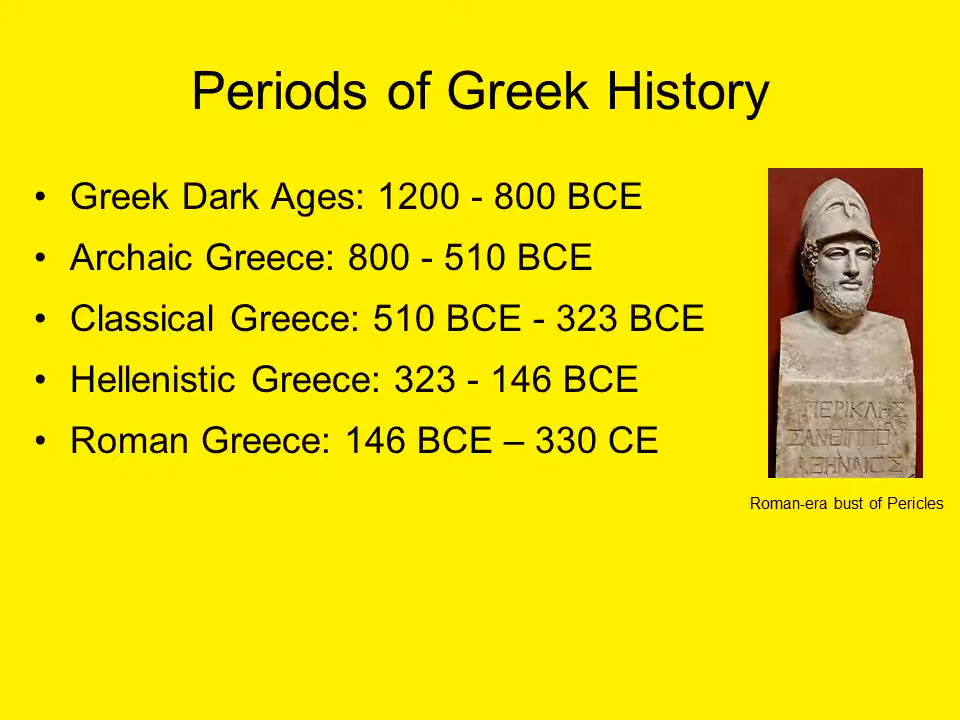 Periods of Greek History
• Greek Dark Ages: 1200 - 800 BCE
• Archaic Greece: 800 - 510 BCE
• Classical Greece: 510 BCE - 323 BCE
• Hellenistic Greece: 323 - 146 BCE
• Roman Greece: 146 BCE – 330 CE
ΠΕΡΙΚΛΗΣ
Roman-era bust of Pericles